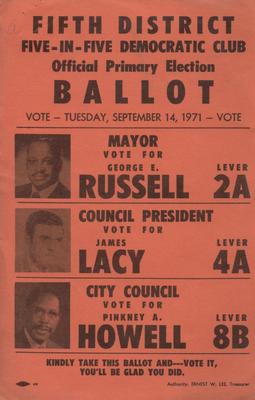 FIFTH DISTRICT
FIVE-IN-FIVE DEMOCRATIC CLUB
Official Primary Election
BALLOT
VOTE — TUESDAY, SEPTEMBER 14, 1971 — VOTE
MAYOR
VOTE FOR
GEORGE E. LEVER
RUSSELL 2A
COUNCIL PRESIDENT
VOTE FOR
JAMES LEVER
LACY 4A
CITY COUNCIL
VOTE FOR
PINKNEY A. LEVER
HOWELL 8B
KINDLY TAKE THIS BALLOT AND---VOTE IT,
YOU'LL BE GLAD YOU DID.
Authority: ERNEST W. LEE, Treasurer